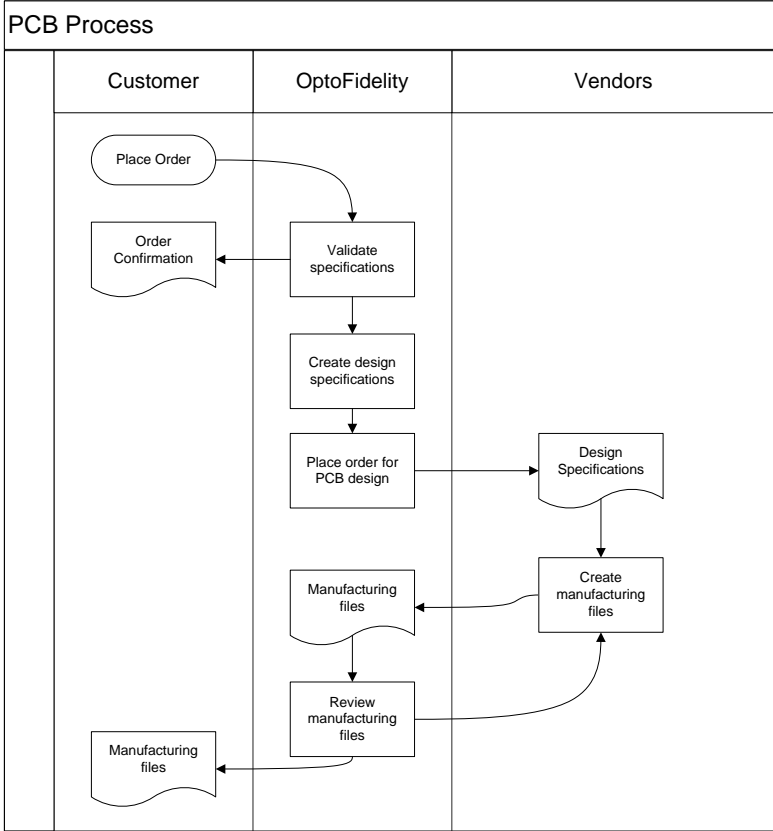 PCB Process
Customer
OptoFidelity
Vendors
Place Order
Order
Confirmation
Validate
specifications
Create design
specifications
Place order for
PCB design
Design
Specifications
Manufacturing
files
Create
manufacturing
files
Review
manufacturing
files
Manufacturing
files